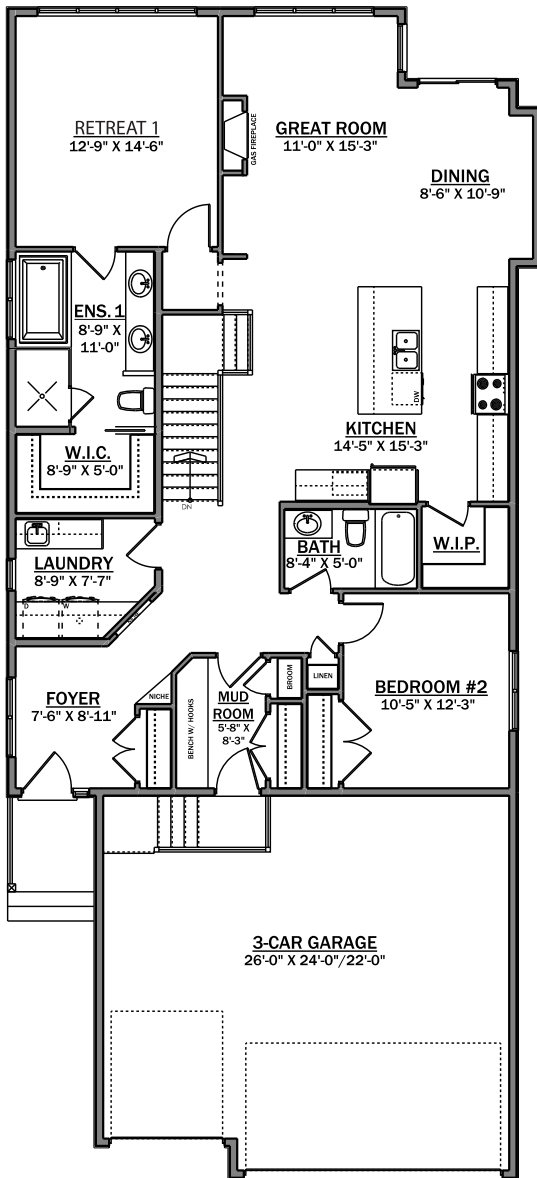 RETREAT 1
12'-9" X 14'-6"
GAS FIREPLACE
GREAT ROOM
11'-0" X 15'-3"
DINING
8'-6" X 10'-9"
ENS. 1
8'-9" X
11'-0"
DW
KITCHEN
14'-5" X 15'-3"
W.I.C.
8'-9" X 5'-0"
DN
LAUNDRY
8'-9" X 7'-7"
D
W
BATH
8'-4" X 5'-0"
W.I.P.
FOYER
7'-6" X 8'-11"
NICHE
BENCH W/ HOOKS
MUD
ROOM
5'-8" X
8'-3"
BROOM
LINEN
BEDROOM #2
10'-5" X 12'-3"
3-CAR GARAGE
26'-0" X 24'-0"/22'-0"